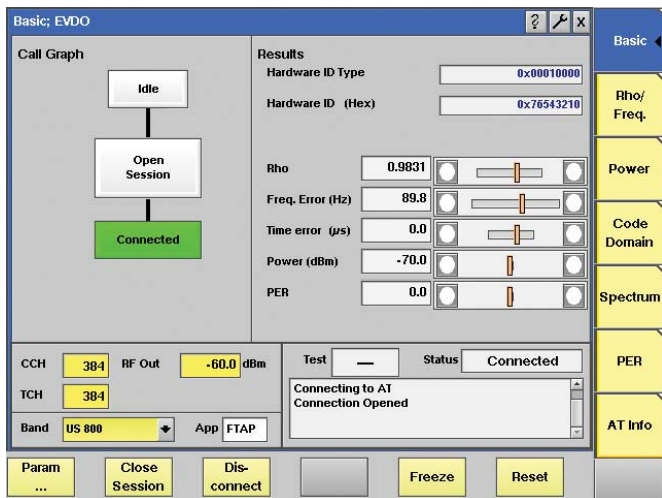 Basic; EVDO
? X
Basic
Call Graph
Idle
Open
Session
Connected
Results
Hardware ID Type 0x00010000
Hardware ID (Hex) 0x76543210
Rho 0.9831
Freq. Error (Hz) 89.8
Time error (µs) 0.0
Power (dBm) -70.0
PER 0.0
Rho/
Freq.
Power
Code
Domain
Spectrum
PER
AT Info
CCH 384 RF Out -60.0 dBm
TCH 384
Band US 800 App FTAP
Test — Status Connected
Connecting to AT
Connection Opened
Param
...
Close
Session
Dis-
connect
Freeze
Reset